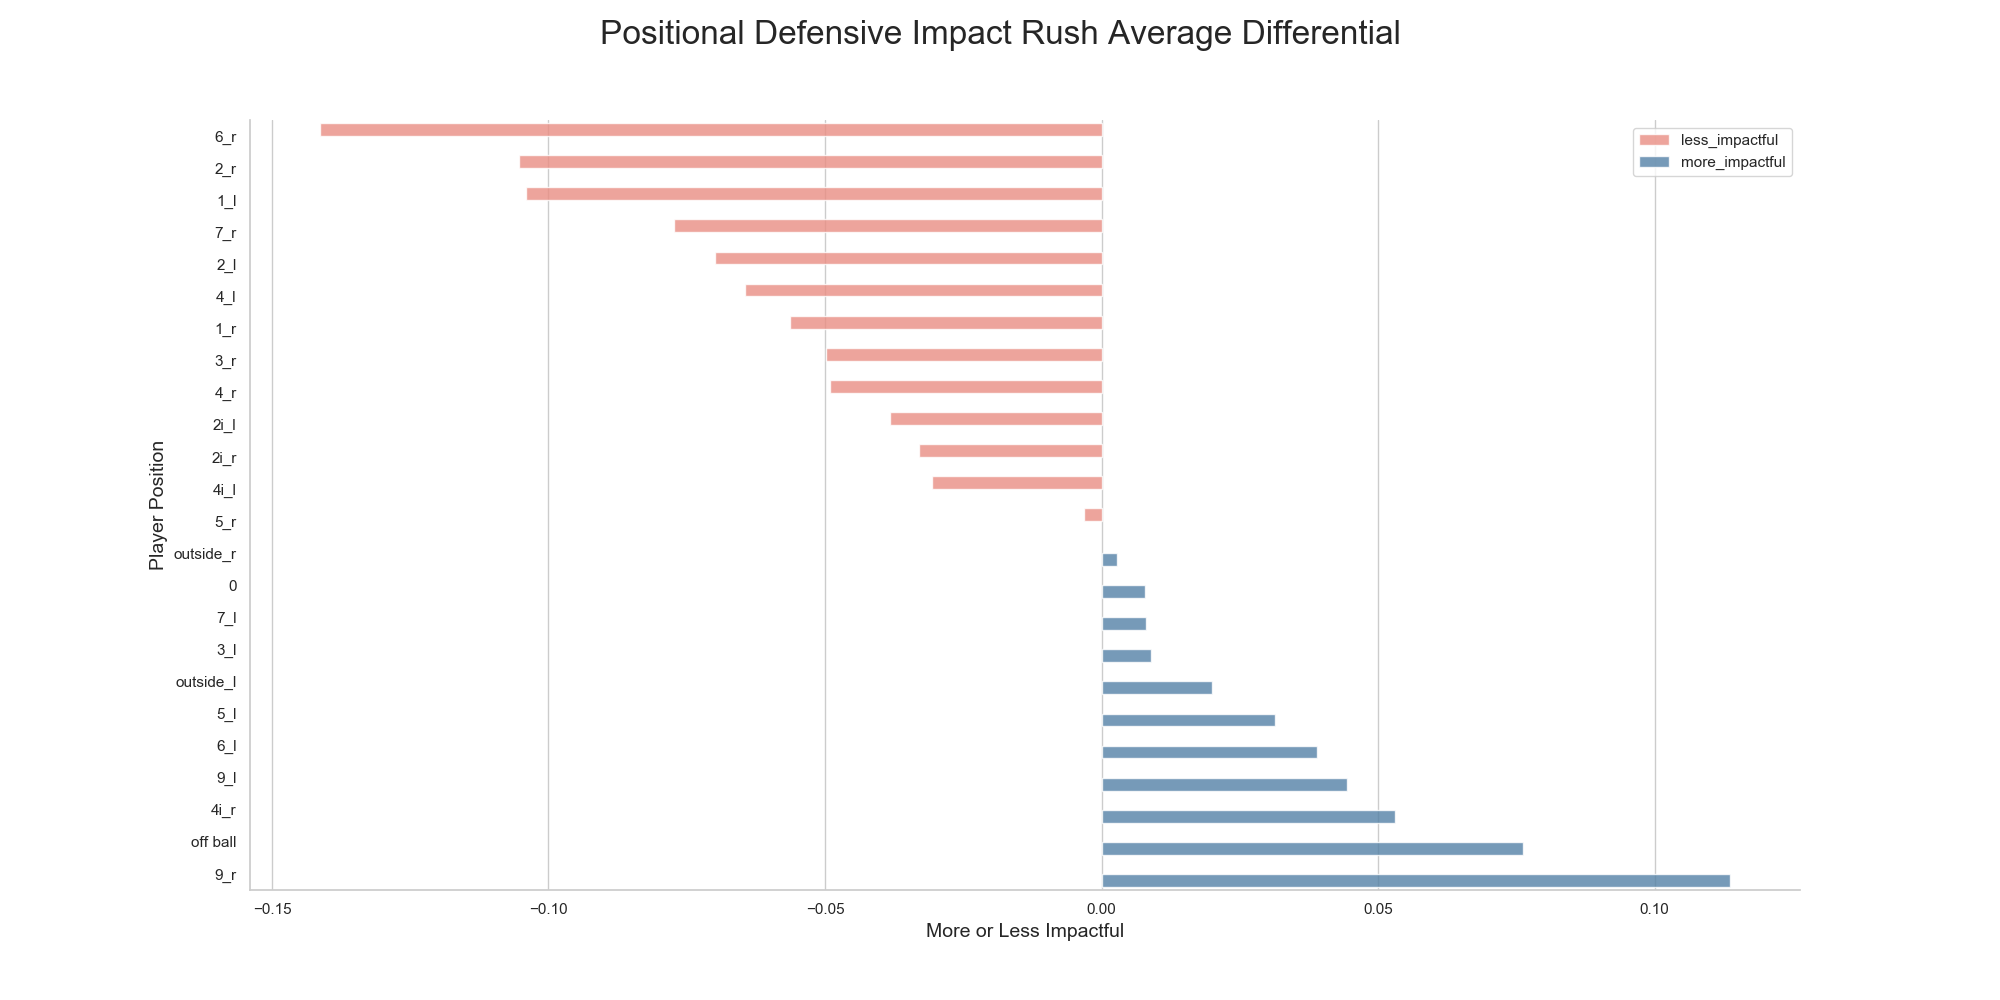 Positional Defensive Impact Rush Average Differential
less_impactful
more_impactful
Player Position
6_r
2_r
1_l
7_r
2_l
4_l
1_r
3_r
4_r
2i_l
2i_r
4i_l
5_r
outside_r
0
7_l
3_l
outside_l
5_l
6_l
9_l
4i_r
off ball
9_r
−0.15 −0.10 −0.05 0.00 0.05 0.10
More or Less Impactful